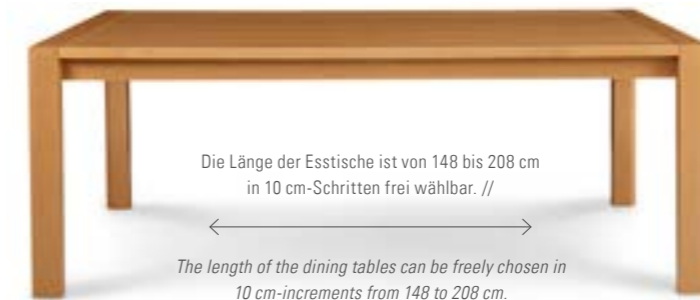 Die Länge der Esstische ist von 148 bis 208 cm
in 10 cm-Schritten frei wählbar. //
The length of the dining tables can be freely chosen in
10 cm-increments from 148 to 208 cm.